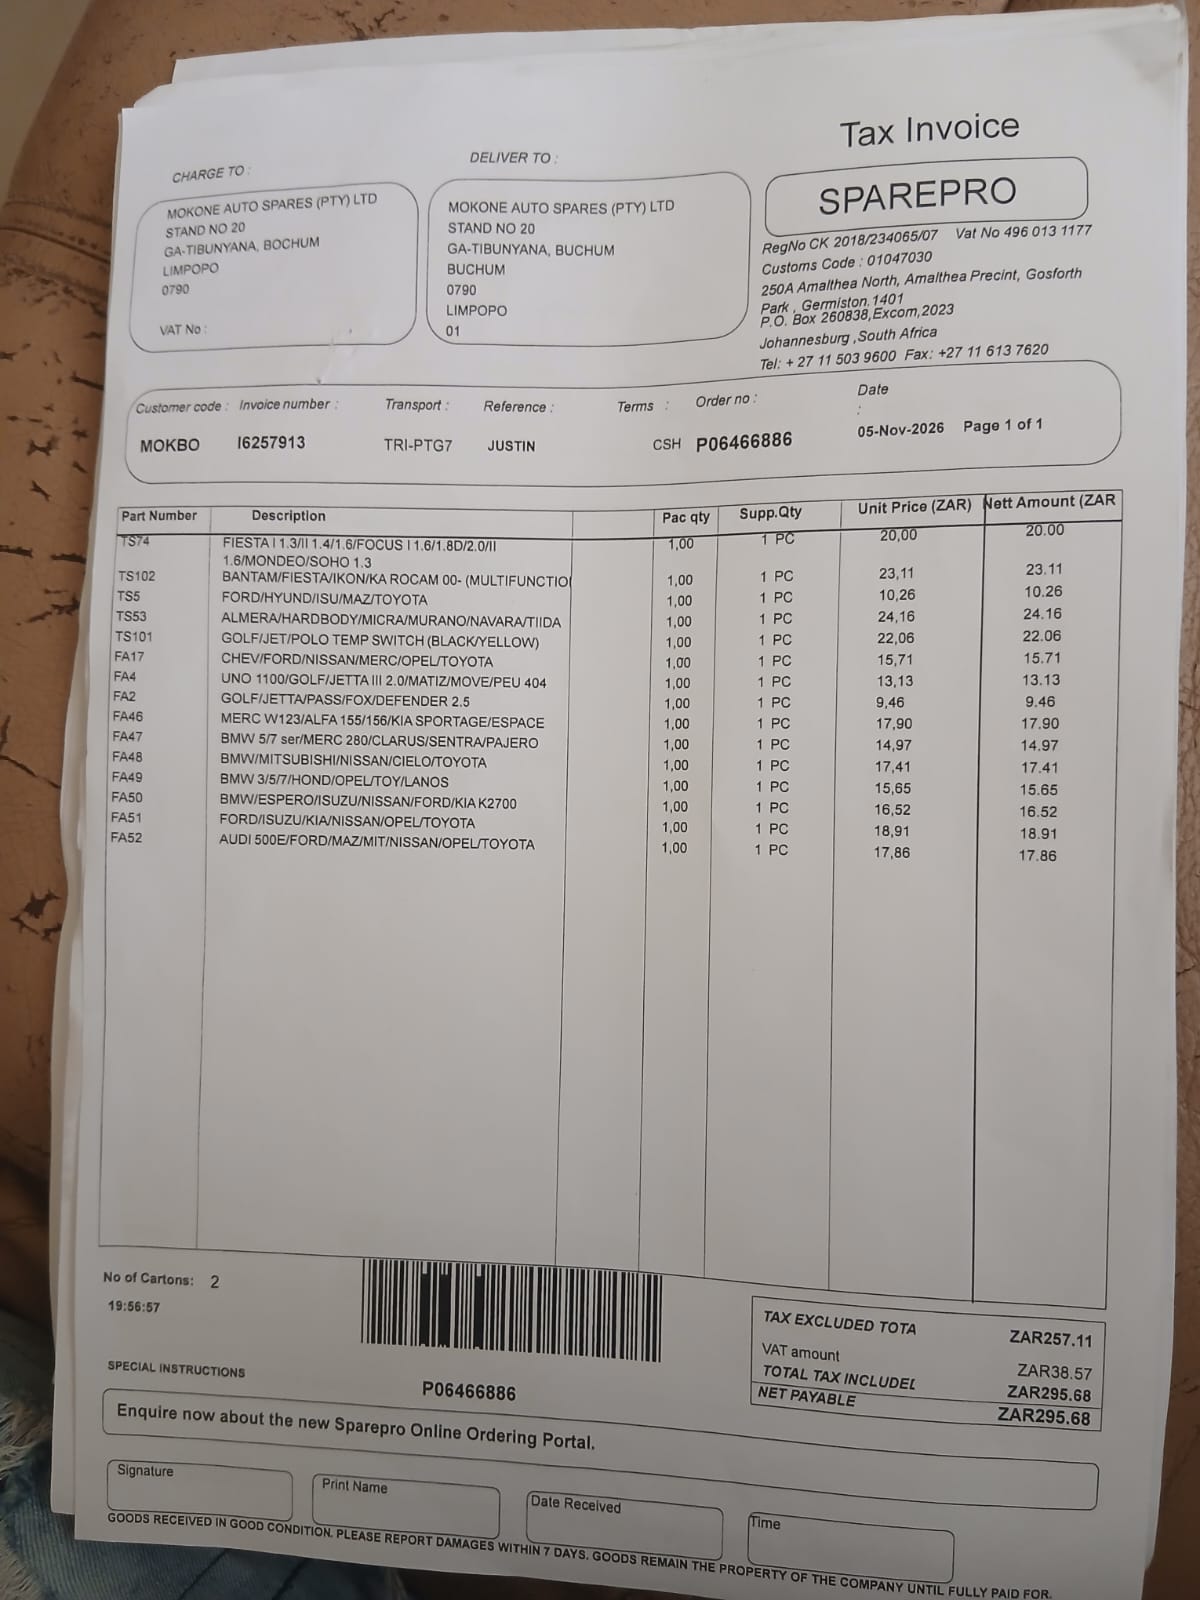 Tax Invoice
CHARGE TO :
MOKONE AUTO SPARES (PTY) LTD
STAND NO 20
GA-TIBUNYANA, BOCHUM
LIMPOPO
0790
VAT No :
DELIVER TO :
MOKONE AUTO SPARES (PTY) LTD
STAND NO 20
GA-TIBUNYANA, BUCHUM
BUCHUM
0790
LIMPOPO
01
SPAREPRO
RegNo CK 2018/234065/07 Vat No 496 013 1177
Customs Code : 01047030
250A Amalthea North, Amalthea Precint, Gosforth
Park , Germiston.1401
P.O. Box 260838,Excom,2023
Johannesburg ,South Africa
Tel: + 27 11 503 9600 Fax: +27 11 613 7620
Customer code : Invoice number : Transport : Reference : Terms : Order no : Date :
MOKBO I6257913 TRI-PTG7 JUSTIN CSH P06466886 05-Nov-2026 Page 1 of 1
Part Number Description Pac qty Supp.Qty Unit Price (ZAR) Nett Amount (ZAR
TS74 FIESTA I 1.3/II 1.4/1.6/FOCUS I 1.6/1.8D/2.0/II 1,00 1 PC 20,00 20.00
1.6/MONDEO/SOHO 1.3
TS102 BANTAM/FIESTA/IKON/KA ROCAM 00- (MULTIFUNCTIO 1,00 1 PC 23,11 23.11
TS5 FORD/HYUND/ISU/MAZ/TOYOTA 1,00 1 PC 10,26 10.26
TS53 ALMERA/HARDBODY/MICRA/MURANO/NAVARA/TIIDA 1,00 1 PC 24,16 24.16
TS101 GOLF/JET/POLO TEMP SWITCH (BLACK/YELLOW) 1,00 1 PC 22,06 22.06
FA17 CHEV/FORD/NISSAN/MERC/OPEL/TOYOTA 1,00 1 PC 15,71 15.71
FA4 UNO 1100/GOLF/JETTA III 2.0/MATIZ/MOVE/PEU 404 1,00 1 PC 13,13 13.13
FA2 GOLF/JETTA/PASS/FOX/DEFENDER 2.5 1,00 1 PC 9,46 9.46
FA46 MERC W123/ALFA 155/156/KIA SPORTAGE/ESPACE 1,00 1 PC 17,90 17.90
FA47 BMW 5/7 ser/MERC 280/CLARUS/SENTRA/PAJERO 1,00 1 PC 14,97 14.97
FA48 BMW/MITSUBISHI/NISSAN/CIELO/TOYOTA 1,00 1 PC 17,41 17.41
FA49 BMW 3/5/7/HOND/OPEL/TOY/LANOS 1,00 1 PC 15,65 15.65
FA50 BMW/ESPERO/ISUZU/NISSAN/FORD/KIA K2700 1,00 1 PC 16,52 16.52
FA51 FORD/ISUZU/KIA/NISSAN/OPEL/TOYOTA 1,00 1 PC 18,91 18.91
FA52 AUDI 500E/FORD/MAZ/MIT/NISSAN/OPEL/TOYOTA 1,00 1 PC 17,86 17.86
No of Cartons: 2
19:56:57
TAX EXCLUDED TOTA ZAR257.11
VAT amount ZAR38.57
TOTAL TAX INCLUDEL ZAR295.68
NET PAYABLE ZAR295.68
SPECIAL INSTRUCTIONS
P06466886
Enquire now about the new Sparepro Online Ordering Portal.
Signature Print Name Date Received Time
GOODS RECEIVED IN GOOD CONDITION. PLEASE REPORT DAMAGES WITHIN 7 DAYS. GOODS REMAIN THE PROPERTY OF THE COMPANY UNTIL FULLY PAID FOR.